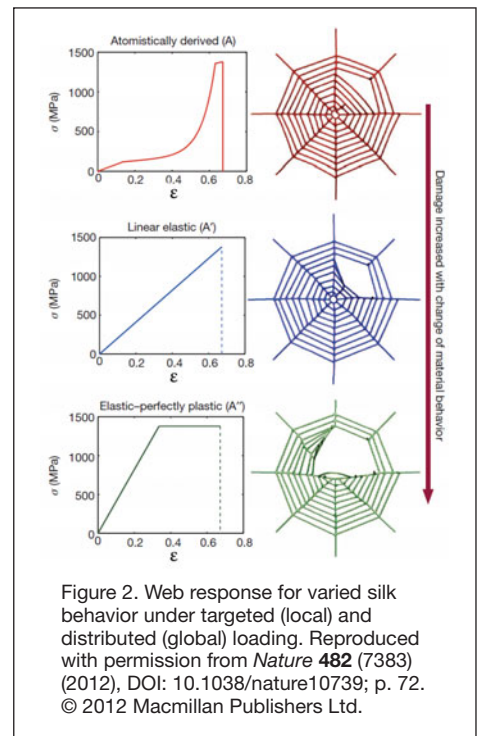 Atomistically derived (A)
1500
1000
500
0
σ (MPa)
0 0.2 0.4 0.6 0.8
ε
Linear elastic (A′)
1500
1000
500
0
σ (MPa)
0 0.2 0.4 0.6 0.8
ε
Elastic–perfectly plastic (A′′)
1500
1000
500
0
σ (MPa)
0 0.2 0.4 0.6 0.8
ε
Damage increased with change of material behavior
Figure 2. Web response for varied silk
behavior under targeted (local) and
distributed (global) loading. Reproduced
with permission from Nature 482 (7383)
(2012), DOI: 10.1038/nature10739; p. 72.
© 2012 Macmillan Publishers Ltd.